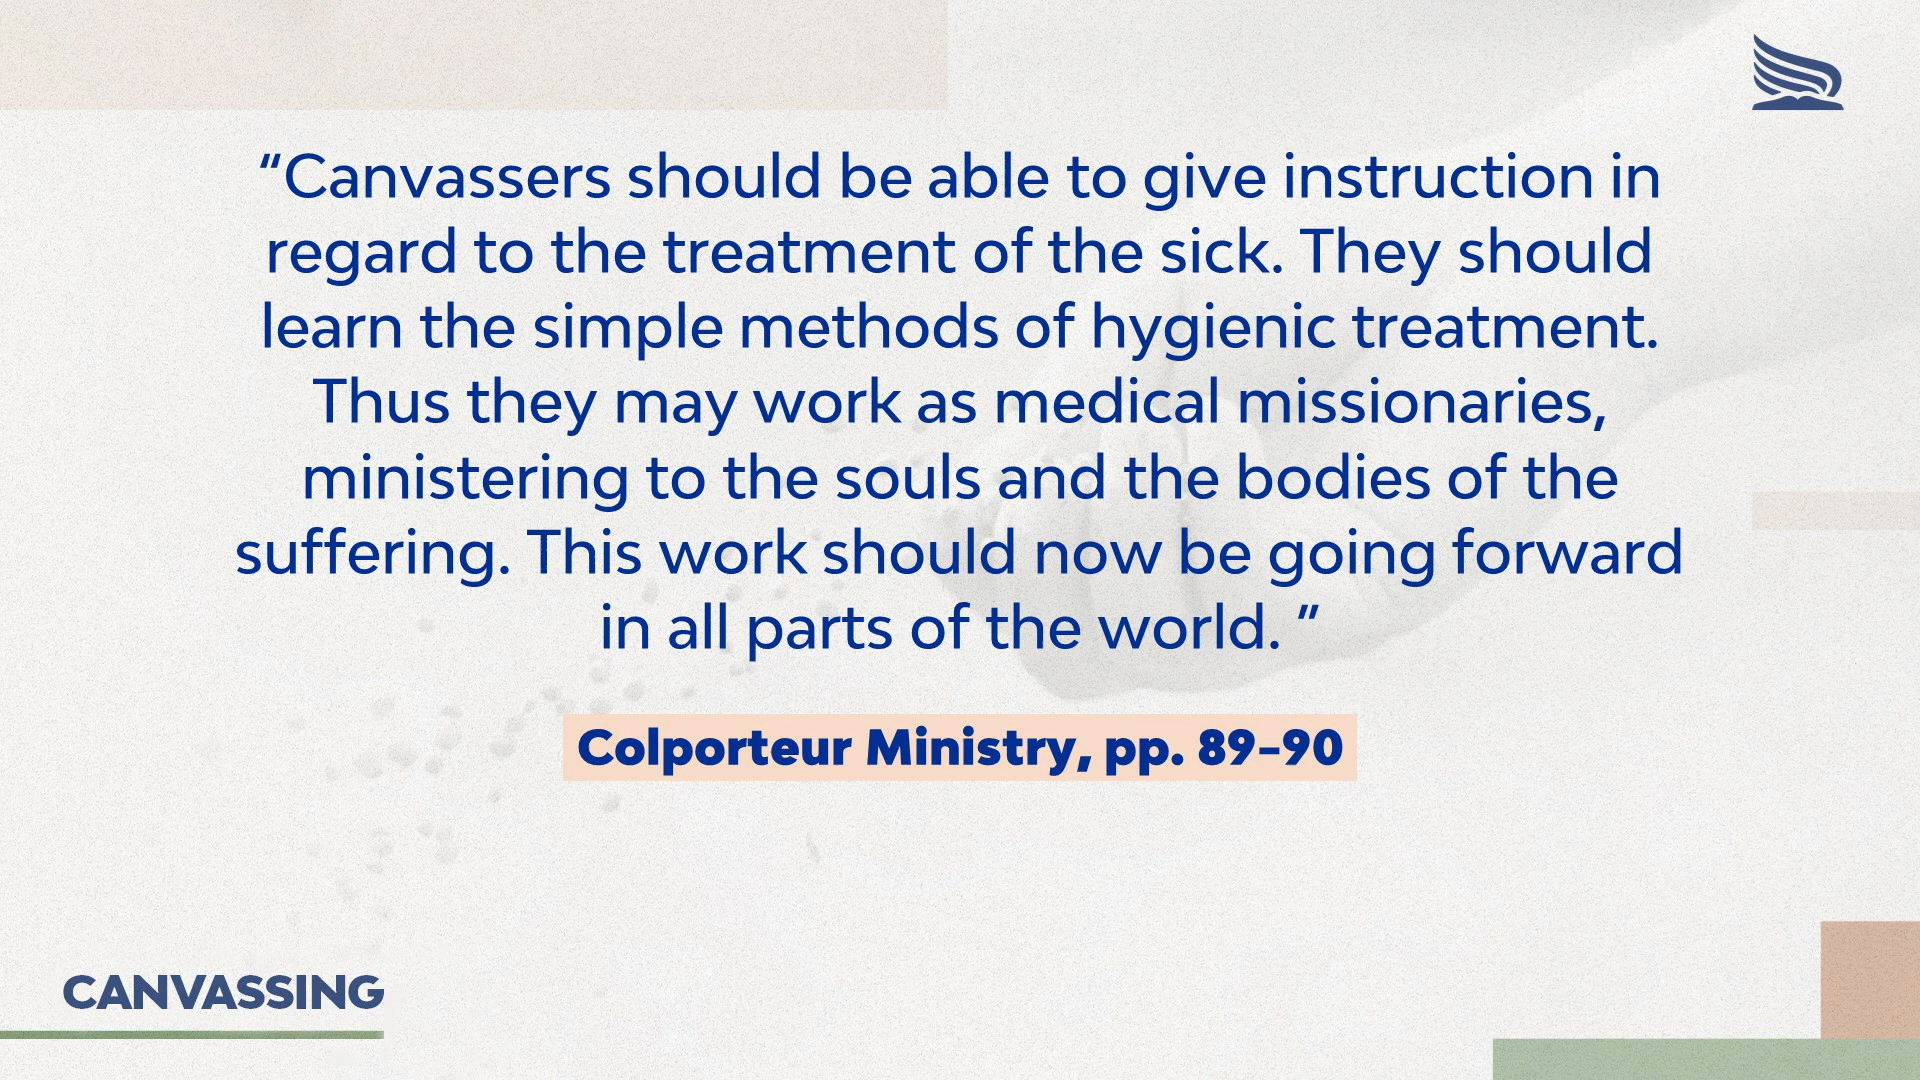 “Canvassers should be able to give instruction in
regard to the treatment of the sick. They should
learn the simple methods of hygienic treatment.
Thus they may work as medical missionaries,
ministering to the souls and the bodies of the
suffering. This work should now be going forward
in all parts of the world. ”
Colporteur Ministry, pp. 89–90
CANVASSING